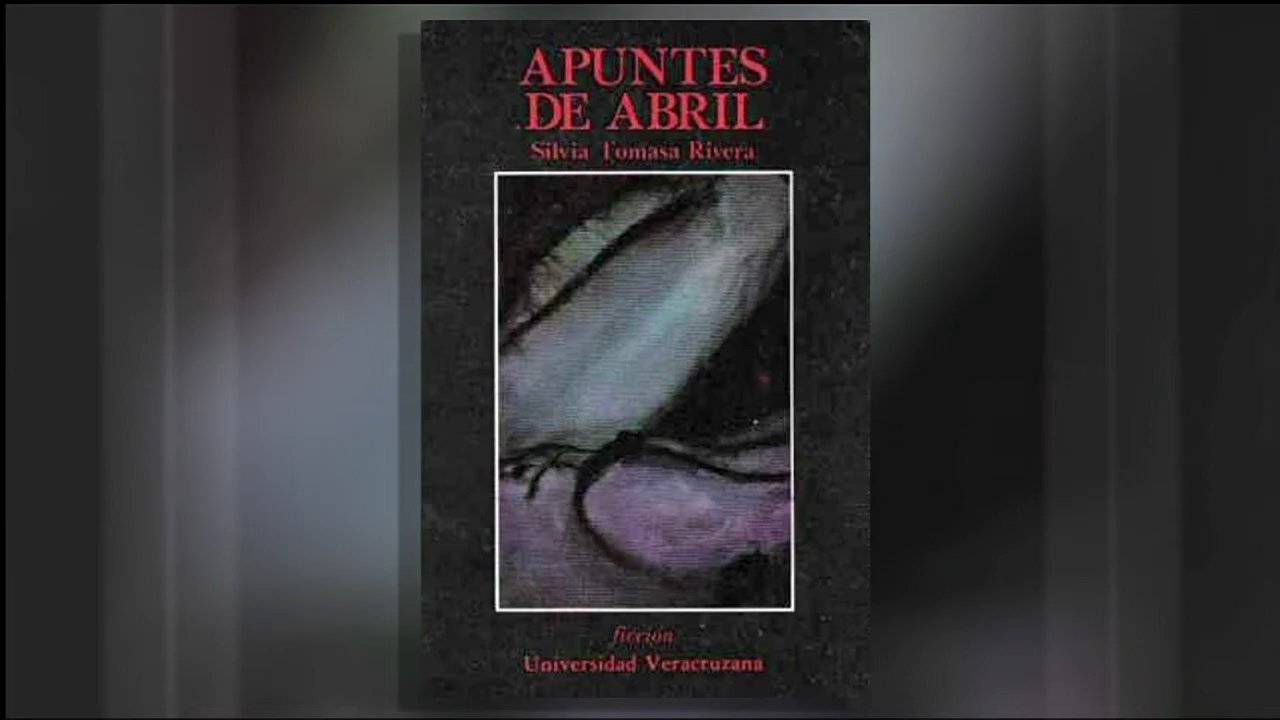 APUNTES
DE ABRIL
Silvia Tomasa Rivera
ficción
Universidad Veracruzana